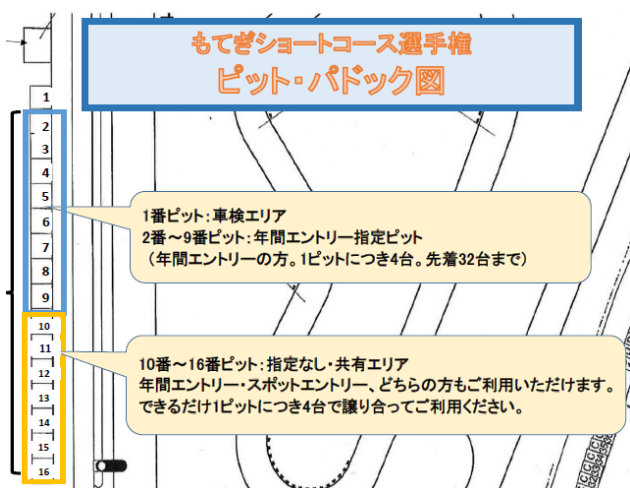 もてぎショートコース選手権
ピット・パドック図
1
2
3
4
5
6
7
8
9
10
11
12
13
14
15
16
1番ピット：車検エリア
2番～9番ピット：年間エントリー指定ピット
（年間エントリーの方。1ピットにつき4台。先着32台まで）
10番～16番ピット：指定なし・共有エリア
年間エントリー・スポットエントリー、どちらの方もご利用いただけます。
できるだけ1ピットにつき4台で譲り合ってご利用ください。